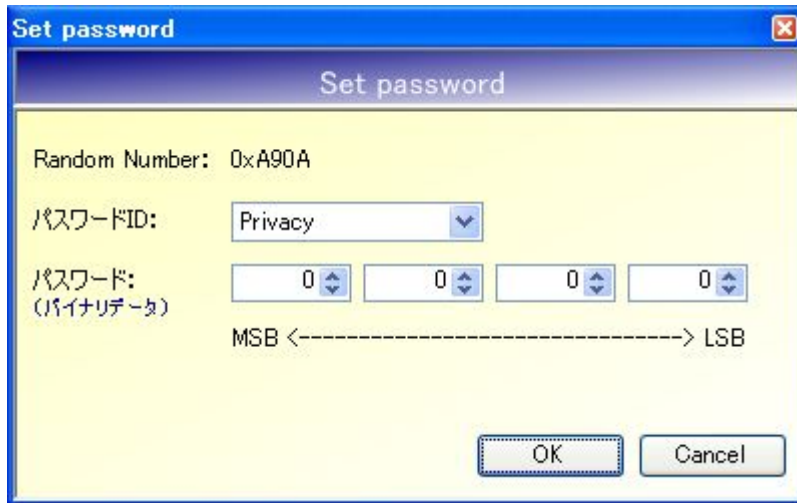 Set password
Set password
Random Number: 0xA90A
パスワードID: Privacy
パスワード: 0 0 0 0
(バイナリデータ)
MSB <--------------------------------> LSB
OK Cancel